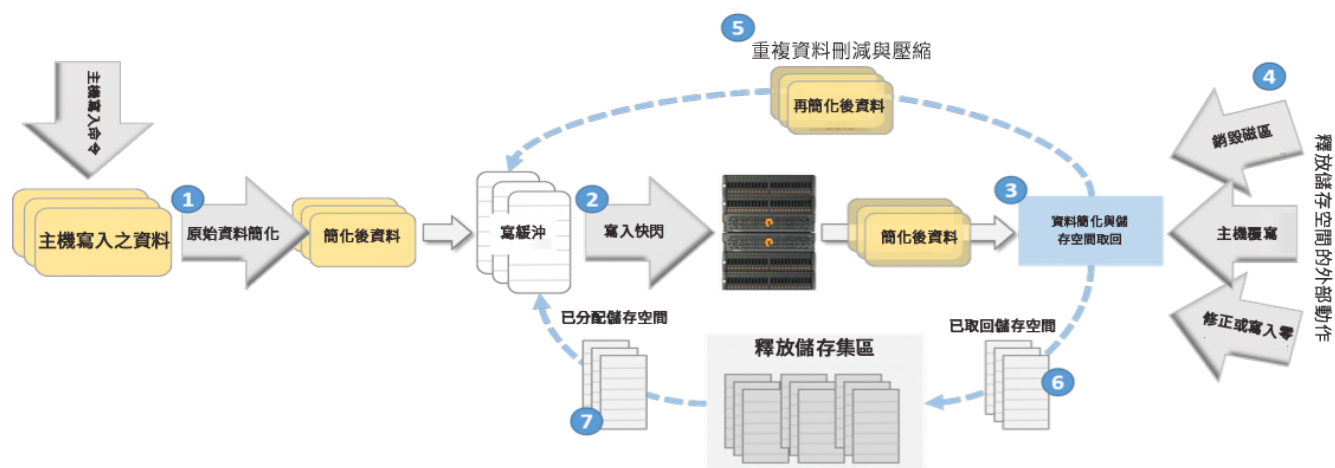 5
重複資料刪減與壓縮
再簡化後資料
主機寫入命令
主機寫入之資料
1
原始資料簡化
簡化後資料
寫緩沖
2
寫入快閃
簡化後資料
3
資料簡化與儲
存空間取回
4
銷毀磁區
主機覆寫
修正或寫入零
釋放儲存空間的外部動作
已分配儲存空間
7
釋放儲存集區
已取回儲存空間
6